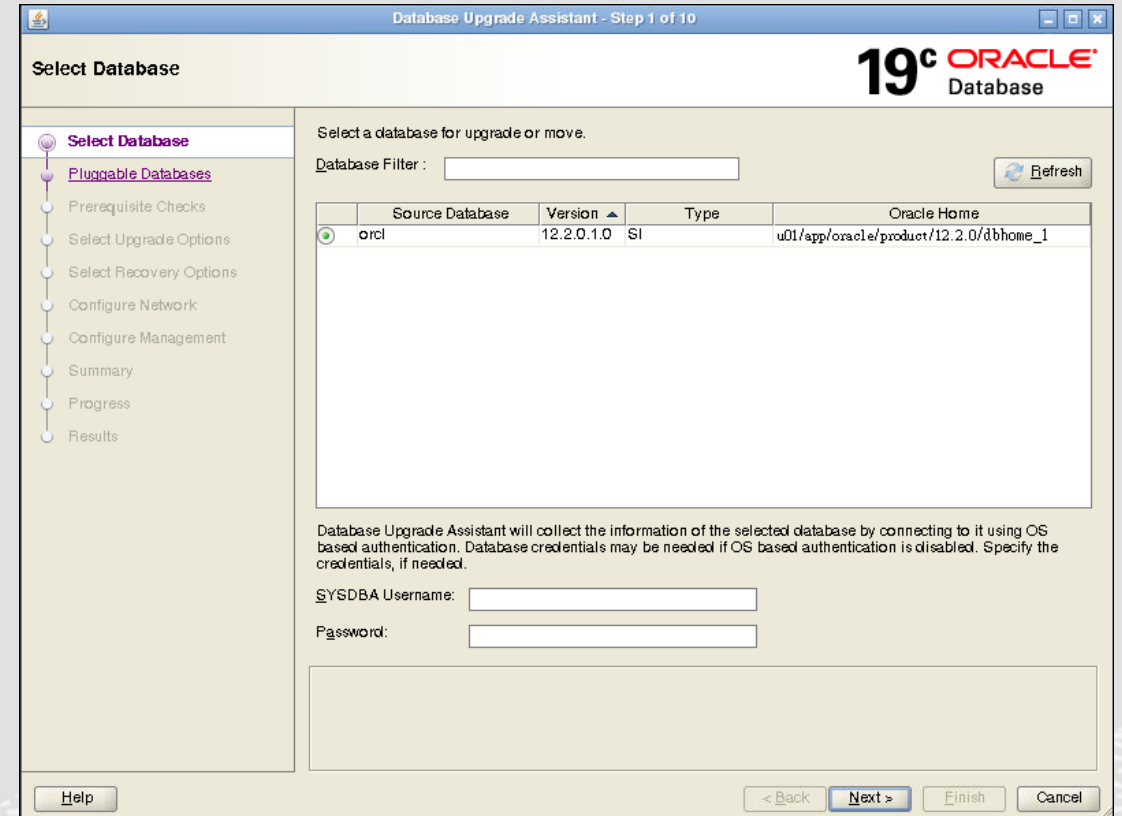 Database Upgrade Assistant - Step 1 of 10
Select Database
19c ORACLE Database
Select Database
Pluggable Databases
Prerequisite Checks
Select Upgrade Options
Select Recovery Options
Configure Network
Configure Management
Summary
Progress
Results
Select a database for upgrade or move.
Database Filter :
Refresh
Source Database Version Type Oracle Home
orcl 12.2.0.1.0 SI u01/app/oracle/product/12.2.0/dbhome_1
Database Upgrade Assistant will collect the information of the selected database by connecting to it using OS
based authentication. Database credentials may be needed if OS based authentication is disabled. Specify the
credentials, if needed.
SYSDBA Username:
Password:
Help < Back Next > Finish Cancel